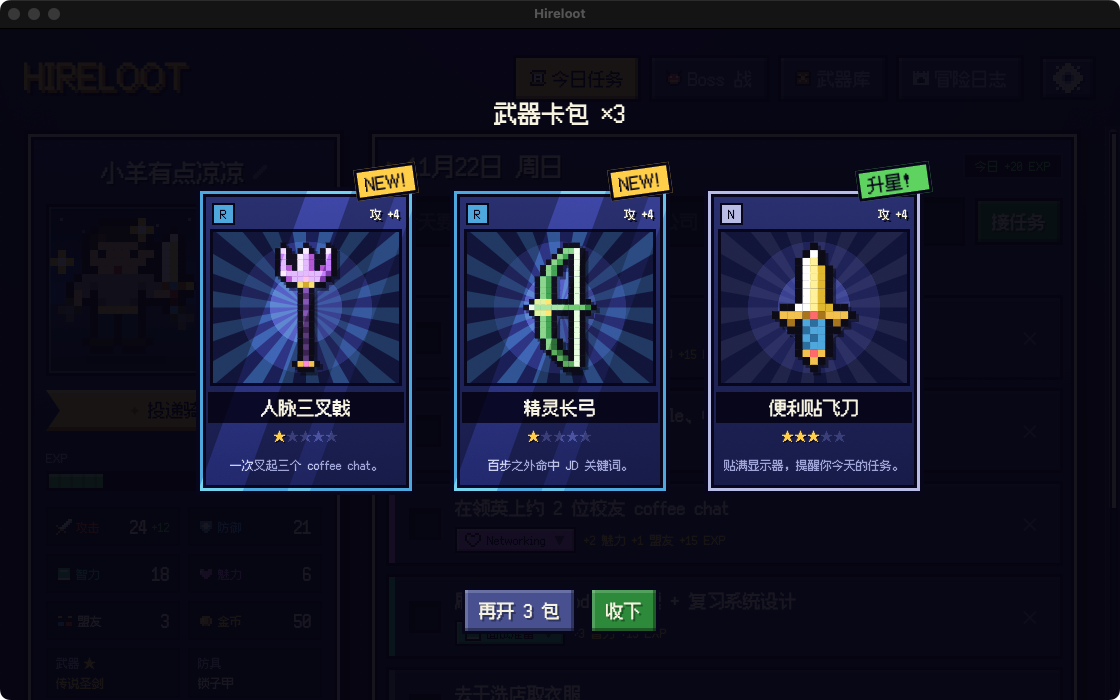 Hireloot
HIRELOOT
今日任务
Boss 战
武器库
冒险日志
武器卡包 ×3
小羊有点凉凉
11月22日 周日
今日 +20 EXP
接任务
NEW!
R
攻 +4
人脉三叉戟
一次叉起三个 coffee chat。
NEW!
R
攻 +4
精灵长弓
百步之外命中 JD 关键词。
升星!
N
攻 +4
便利贴飞刀
贴满显示器，提醒你今天的任务。
投递骑
EXP
攻击 24 +12
防御 21
智力 18
魅力 6
盟友 3
金币 50
武器
传说圣剑
防具
锁子甲
在领英上约 2 位校友 coffee chat
Networking
+2 魅力 +1 盟友 +15 EXP
再开 3 包
收下
+ 复习系统设计
去干洗店取衣服